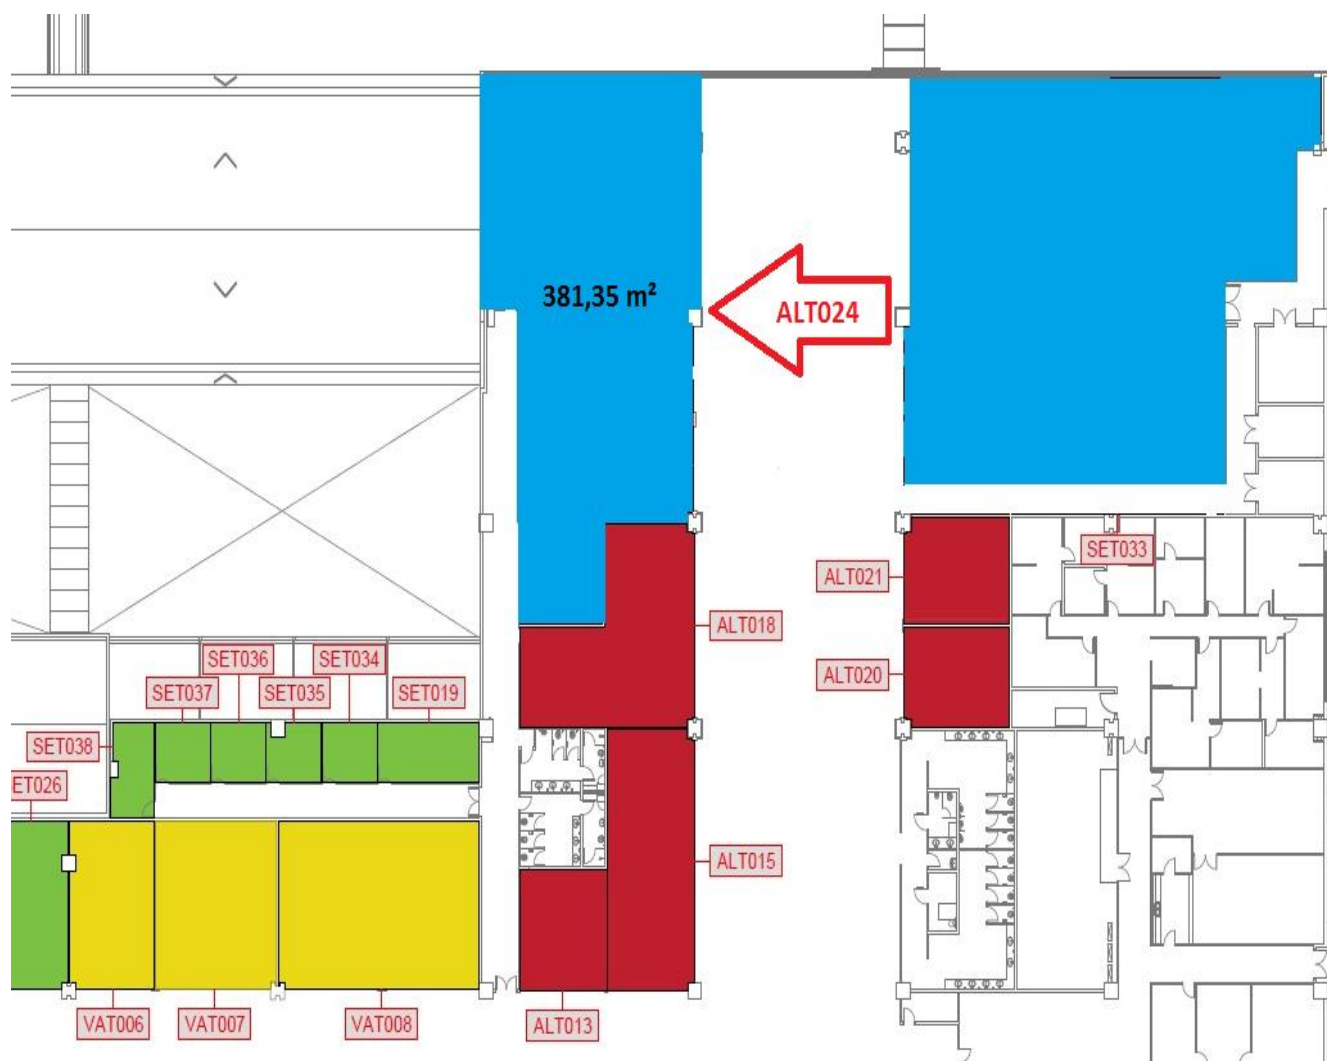 381,35 m²
ALT024
SET033
ALT021
ALT018
ALT020
SET036
SET034
SET037
SET035
SET019
SET038
ET026
ALT015
VAT006
VAT007
VAT008
ALT013